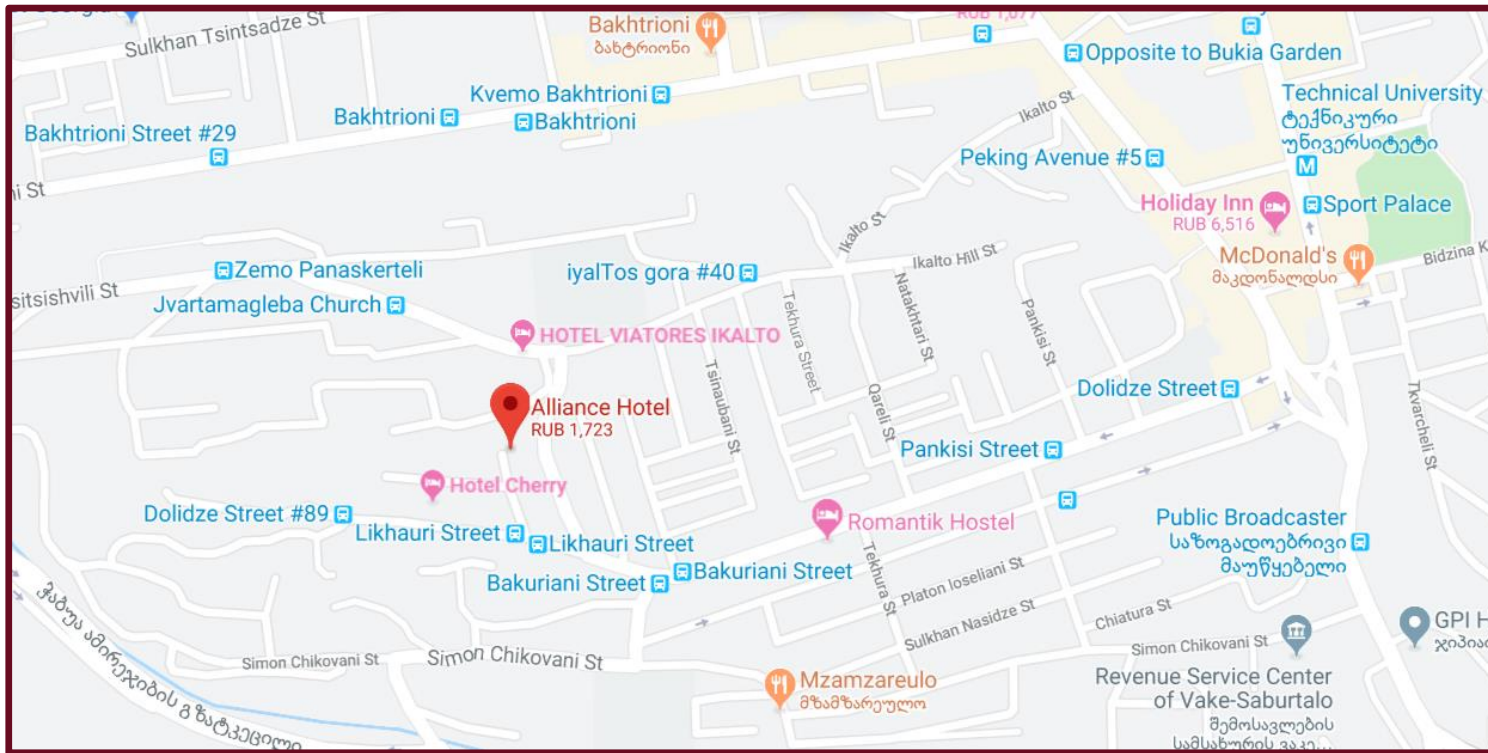 Sulkhan Tsintsadze St
Bakhtrioni
ბახტრიონი
Opposite to Bukia Garden
Kvemo Bakhtrioni
Bakhtrioni
Bakhtrioni
Bakhtrioni Street #29
Ikalto St
Technical University
ტექნიკური
უნივერსიტეტი
Peking Avenue #5
Holiday Inn
RUB 6,516
Sport Palace
Ikalto St
McDonald's
მაკდონალდსი
Bidzina
Ikalto Hill St
Zemo Panaskerteli
iyalTos gora #40
Jvartamagleba Church
HOTEL VIATORES IKALTO
Tekhura Street
Natakhtari St
Pankisi St
Tsinaubani St
Qareli St
Alliance Hotel
RUB 1,723
Dolidze Street
Tkvarcheli St
Pankisi Street
Hotel Cherry
Dolidze Street #89
Likhauri Street
Likhauri Street
Romantik Hostel
Public Broadcaster
საზოგადოებრივი
მაუწყებელი
Bakuriani Street
Bakuriani Street
Tekhura St
Platon Ioseliani St
Sulkhan Nasidze St
Chiatura St
Simon Chikovani St
Simon Chikovani St
Simon Chikovani St
GPI H
Mzamzareulo
მზამზარეულო
Revenue Service Center
of Vake-Saburtalo
შემოსავლების
სამსახურის ვაკე...
ჭაბუა ამირეჯიბის გზატკეცილი